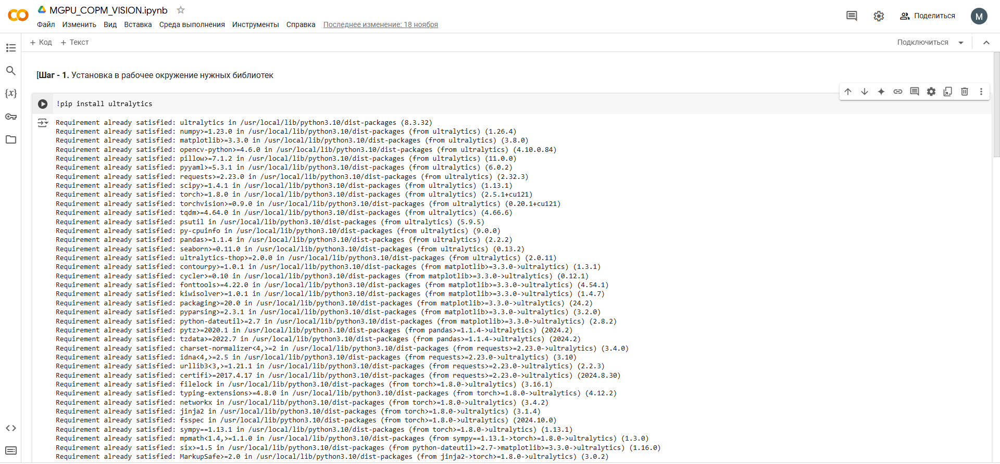 MGPU_COPM_VISION.ipynb
Файл Изменить Вид Вставка Среда выполнения Инструменты Справка Последнее изменение: 18 ноября
Поделиться
M
+ Код + Текст
Подключиться
[Шаг - 1. Установка в рабочее окружение нужных библиотек
{x}
!pip install ultralytics
Requirement already satisfied: ultralytics in /usr/local/lib/python3.10/dist-packages (8.3.32)
Requirement already satisfied: numpy>=1.23.0 in /usr/local/lib/python3.10/dist-packages (from ultralytics) (1.26.4)
Requirement already satisfied: matplotlib>=3.3.0 in /usr/local/lib/python3.10/dist-packages (from ultralytics) (3.8.0)
Requirement already satisfied: opencv-python>=4.6.0 in /usr/local/lib/python3.10/dist-packages (from ultralytics) (4.10.0.84)
Requirement already satisfied: pillow>=7.1.2 in /usr/local/lib/python3.10/dist-packages (from ultralytics) (11.0.0)
Requirement already satisfied: pyyaml>=5.3.1 in /usr/local/lib/python3.10/dist-packages (from ultralytics) (6.0.2)
Requirement already satisfied: requests>=2.23.0 in /usr/local/lib/python3.10/dist-packages (from ultralytics) (2.32.3)
Requirement already satisfied: scipy>=1.4.1 in /usr/local/lib/python3.10/dist-packages (from ultralytics) (1.13.1)
Requirement already satisfied: torch>=1.8.0 in /usr/local/lib/python3.10/dist-packages (from ultralytics) (2.5.1+cu121)
Requirement already satisfied: torchvision>=0.9.0 in /usr/local/lib/python3.10/dist-packages (from ultralytics) (0.20.1+cu121)
Requirement already satisfied: tqdm>=4.64.0 in /usr/local/lib/python3.10/dist-packages (from ultralytics) (4.66.6)
Requirement already satisfied: psutil in /usr/local/lib/python3.10/dist-packages (from ultralytics) (5.9.5)
Requirement already satisfied: py-cpuinfo in /usr/local/lib/python3.10/dist-packages (from ultralytics) (9.0.0)
Requirement already satisfied: pandas>=1.1.4 in /usr/local/lib/python3.10/dist-packages (from ultralytics) (2.2.2)
Requirement already satisfied: seaborn>=0.11.0 in /usr/local/lib/python3.10/dist-packages (from ultralytics) (0.13.2)
Requirement already satisfied: ultralytics-thop>=2.0.0 in /usr/local/lib/python3.10/dist-packages (from ultralytics) (2.0.11)
Requirement already satisfied: contourpy>=1.0.1 in /usr/local/lib/python3.10/dist-packages (from matplotlib>=3.3.0->ultralytics) (1.3.1)
Requirement already satisfied: cycler>=0.10 in /usr/local/lib/python3.10/dist-packages (from matplotlib>=3.3.0->ultralytics) (0.12.1)
Requirement already satisfied: fonttools>=4.22.0 in /usr/local/lib/python3.10/dist-packages (from matplotlib>=3.3.0->ultralytics) (4.54.1)
Requirement already satisfied: kiwisolver>=1.0.1 in /usr/local/lib/python3.10/dist-packages (from matplotlib>=3.3.0->ultralytics) (1.4.7)
Requirement already satisfied: packaging>=20.0 in /usr/local/lib/python3.10/dist-packages (from matplotlib>=3.3.0->ultralytics) (24.2)
Requirement already satisfied: pyparsing>=2.3.1 in /usr/local/lib/python3.10/dist-packages (from matplotlib>=3.3.0->ultralytics) (3.2.0)
Requirement already satisfied: python-dateutil>=2.7 in /usr/local/lib/python3.10/dist-packages (from matplotlib>=3.3.0->ultralytics) (2.8.2)
Requirement already satisfied: pytz>=2020.1 in /usr/local/lib/python3.10/dist-packages (from pandas>=1.1.4->ultralytics) (2024.2)
Requirement already satisfied: tzdata>=2022.7 in /usr/local/lib/python3.10/dist-packages (from pandas>=1.1.4->ultralytics) (2024.2)
Requirement already satisfied: charset-normalizer<4,>=2 in /usr/local/lib/python3.10/dist-packages (from requests>=2.23.0->ultralytics) (3.4.0)
Requirement already satisfied: idna<4,>=2.5 in /usr/local/lib/python3.10/dist-packages (from requests>=2.23.0->ultralytics) (3.10)
Requirement already satisfied: urllib3<3,>=1.21.1 in /usr/local/lib/python3.10/dist-packages (from requests>=2.23.0->ultralytics) (2.2.3)
Requirement already satisfied: certifi>=2017.4.17 in /usr/local/lib/python3.10/dist-packages (from requests>=2.23.0->ultralytics) (2024.8.30)
Requirement already satisfied: filelock in /usr/local/lib/python3.10/dist-packages (from torch>=1.8.0->ultralytics) (3.16.1)
Requirement already satisfied: typing-extensions>=4.8.0 in /usr/local/lib/python3.10/dist-packages (from torch>=1.8.0->ultralytics) (4.12.2)
Requirement already satisfied: networkx in /usr/local/lib/python3.10/dist-packages (from torch>=1.8.0->ultralytics) (3.4.2)
Requirement already satisfied: jinja2 in /usr/local/lib/python3.10/dist-packages (from torch>=1.8.0->ultralytics) (3.1.4)
Requirement already satisfied: fsspec in /usr/local/lib/python3.10/dist-packages (from torch>=1.8.0->ultralytics) (2024.10.0)
Requirement already satisfied: sympy==1.13.1 in /usr/local/lib/python3.10/dist-packages (from torch>=1.8.0->ultralytics) (1.13.1)
Requirement already satisfied: mpmath<1.4,>=1.1.0 in /usr/local/lib/python3.10/dist-packages (from sympy==1.13.1->torch>=1.8.0->ultralytics) (1.3.0)
Requirement already satisfied: six>=1.5 in /usr/local/lib/python3.10/dist-packages (from python-dateutil>=2.7->matplotlib>=3.3.0->ultralytics) (1.16.0)
Requirement already satisfied: MarkupSafe>=2.0 in /usr/local/lib/python3.10/dist-packages (from jinja2->torch>=1.8.0->ultralytics) (3.0.2)